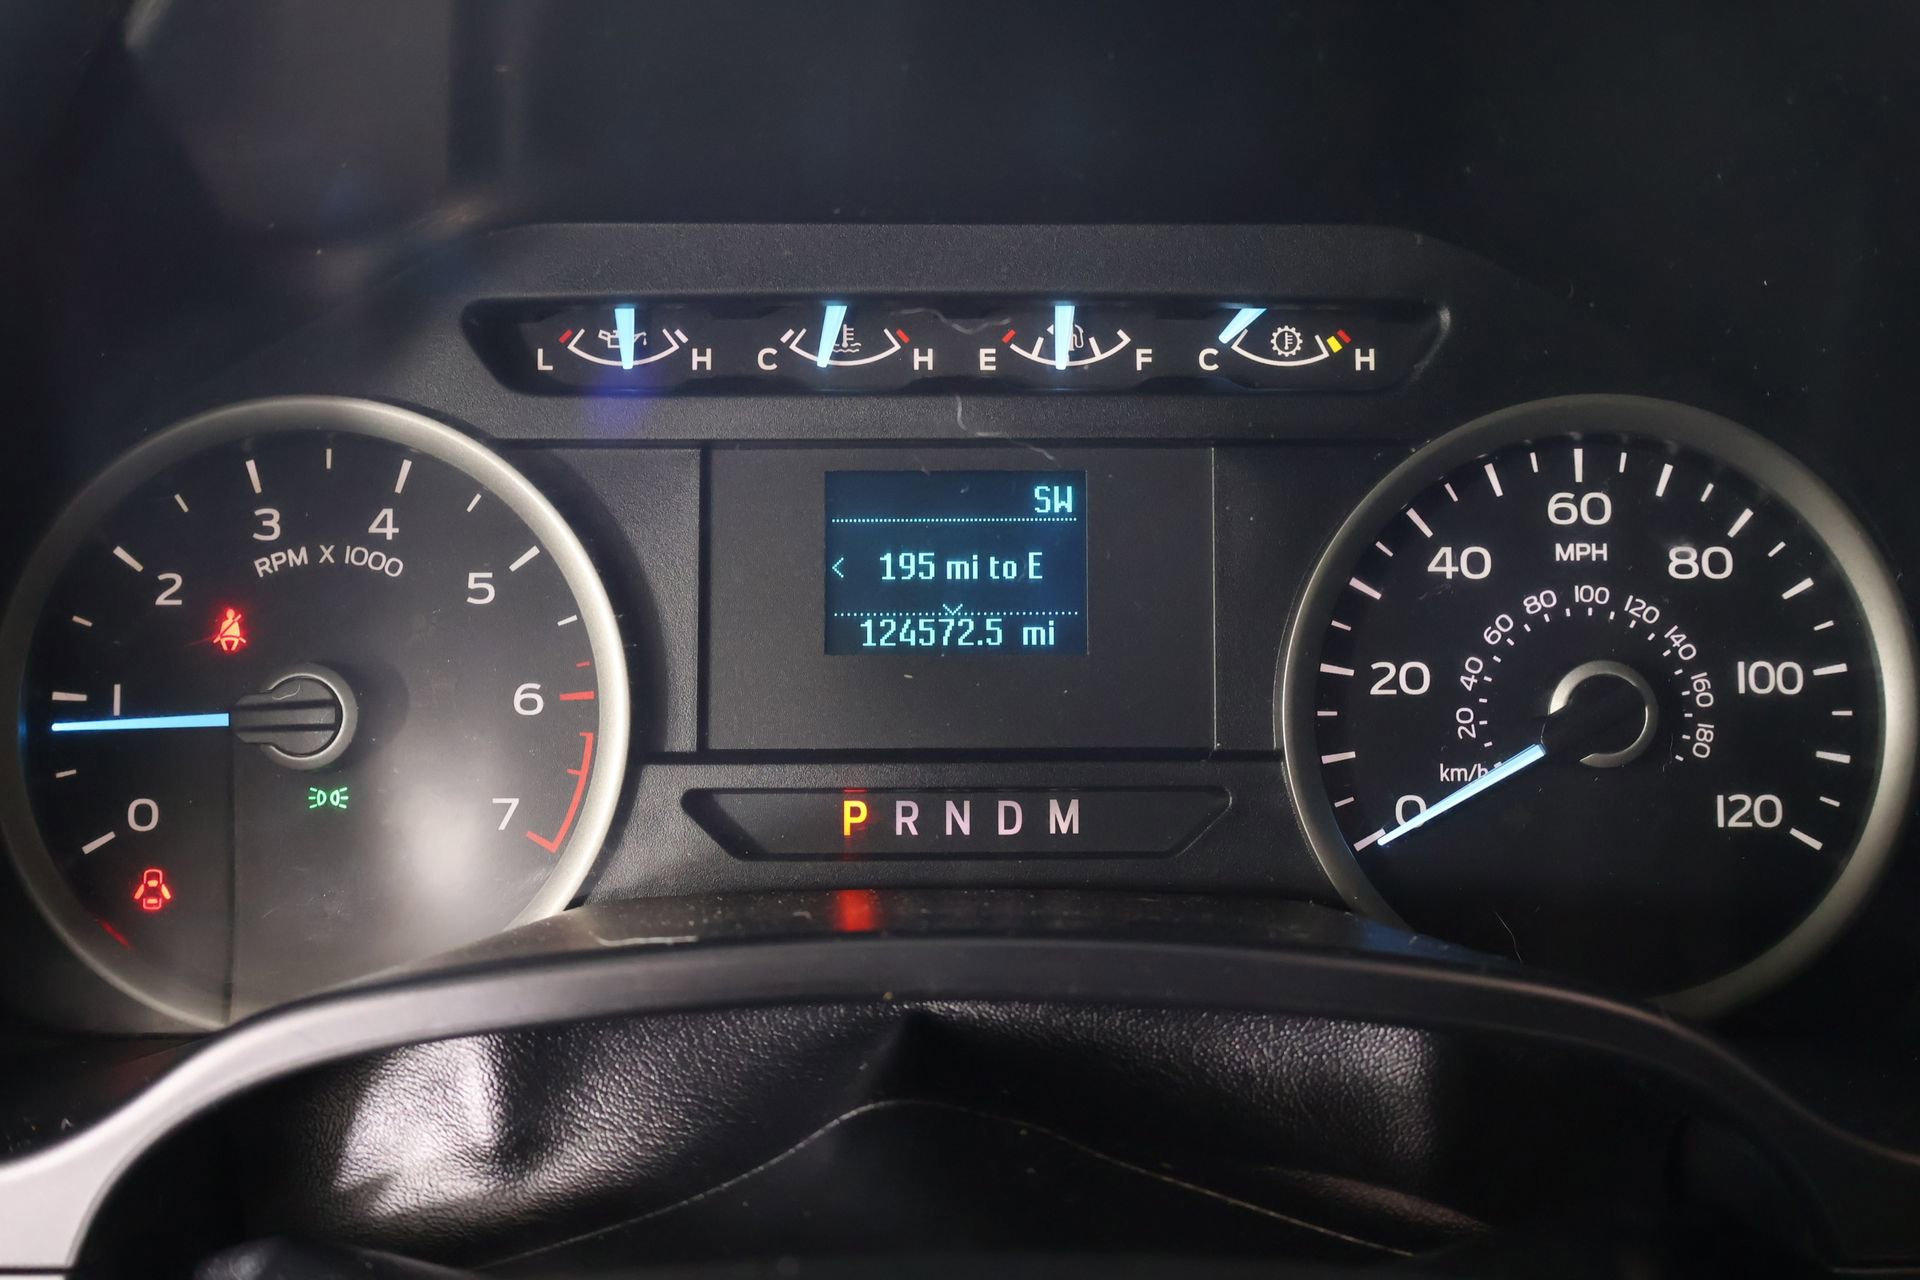 L H C H E F C H
3 4
RPM X 1000
2 5
1 6
0 7
SW
< 195 mi to E
124572.5 mi
P R N D M
60
MPH
40 80
20 100
0 120
80 100 120
60 140
40 160
20 180
km/h